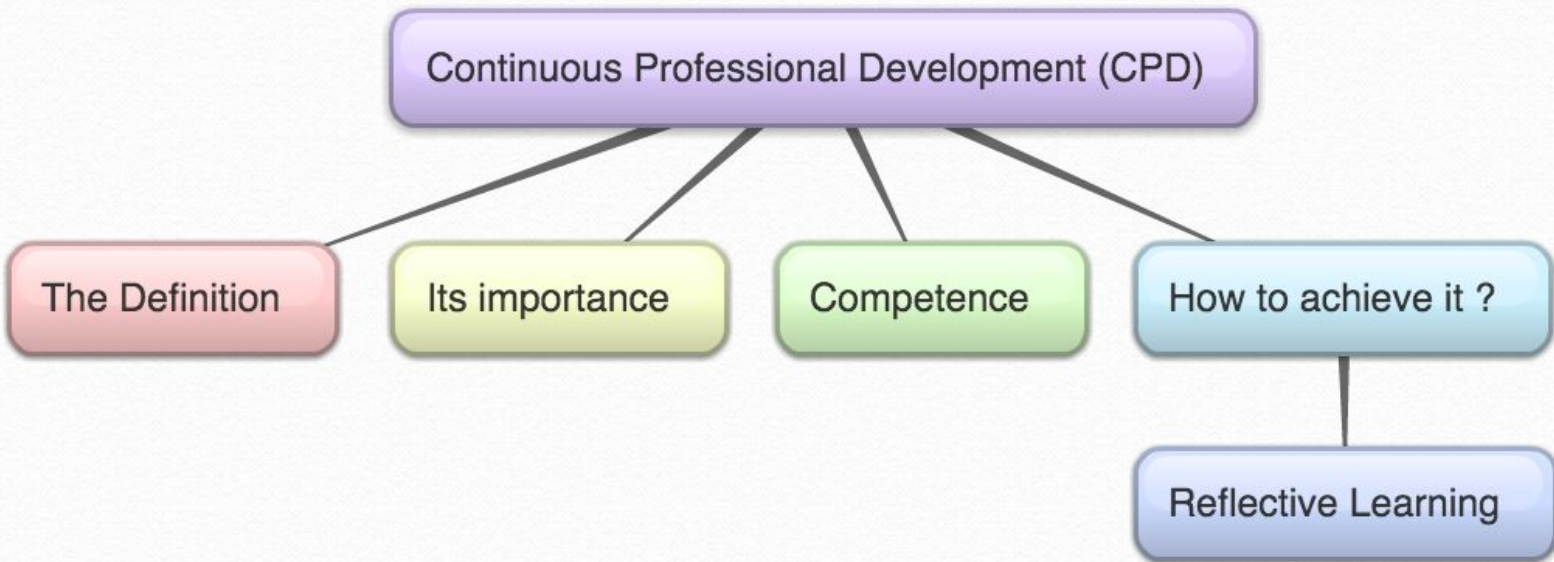 Continuous Professional Development (CPD)
The Definition
Its importance
Competence
How to achieve it ?
Reflective Learning